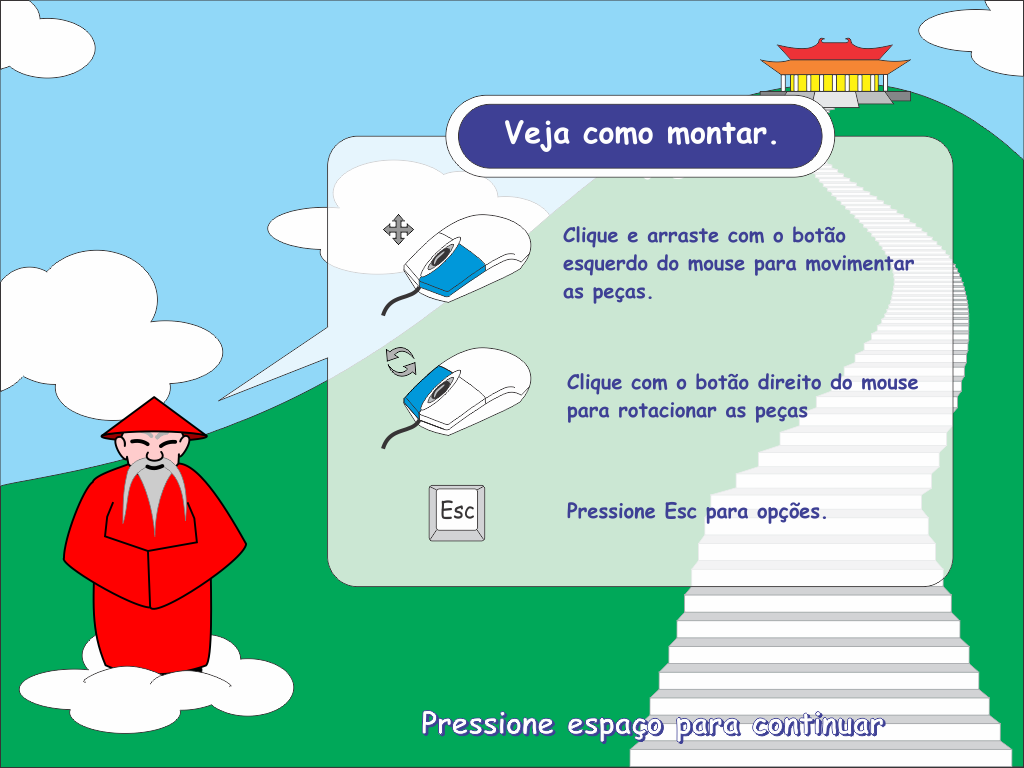 Veja como montar.
Clique e arraste com o botão
esquerdo do mouse para movimentar
as peças.
Clique com o botão direito do mouse
para rotacionar as peças
Esc
Pressione Esc para opções.
Pressione espaço para continuar